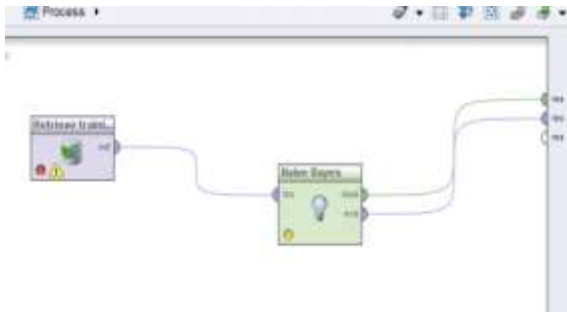 Process
Retrieve traini...
out
Naive Bayes
tra
mod
exa
res
res
res